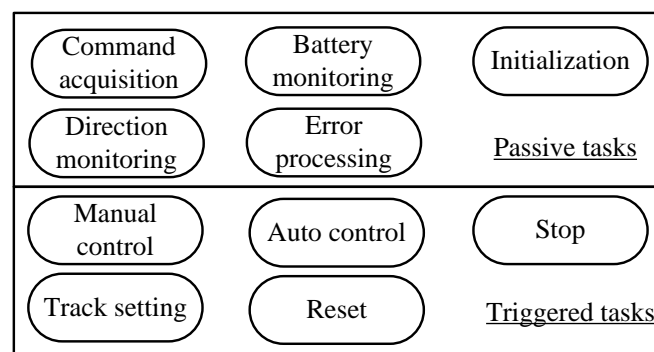 Command
acquisition
Battery
monitoring
Initialization
Direction
monitoring
Error
processing
Passive tasks
Manual
control
Auto control
Stop
Track setting
Reset
Triggered tasks